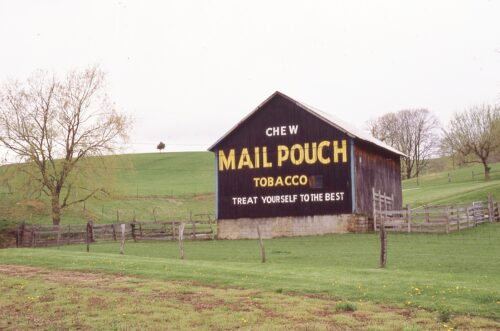 CHEW
MAIL POUCH
TOBACCO
TREAT YOURSELF TO THE BEST